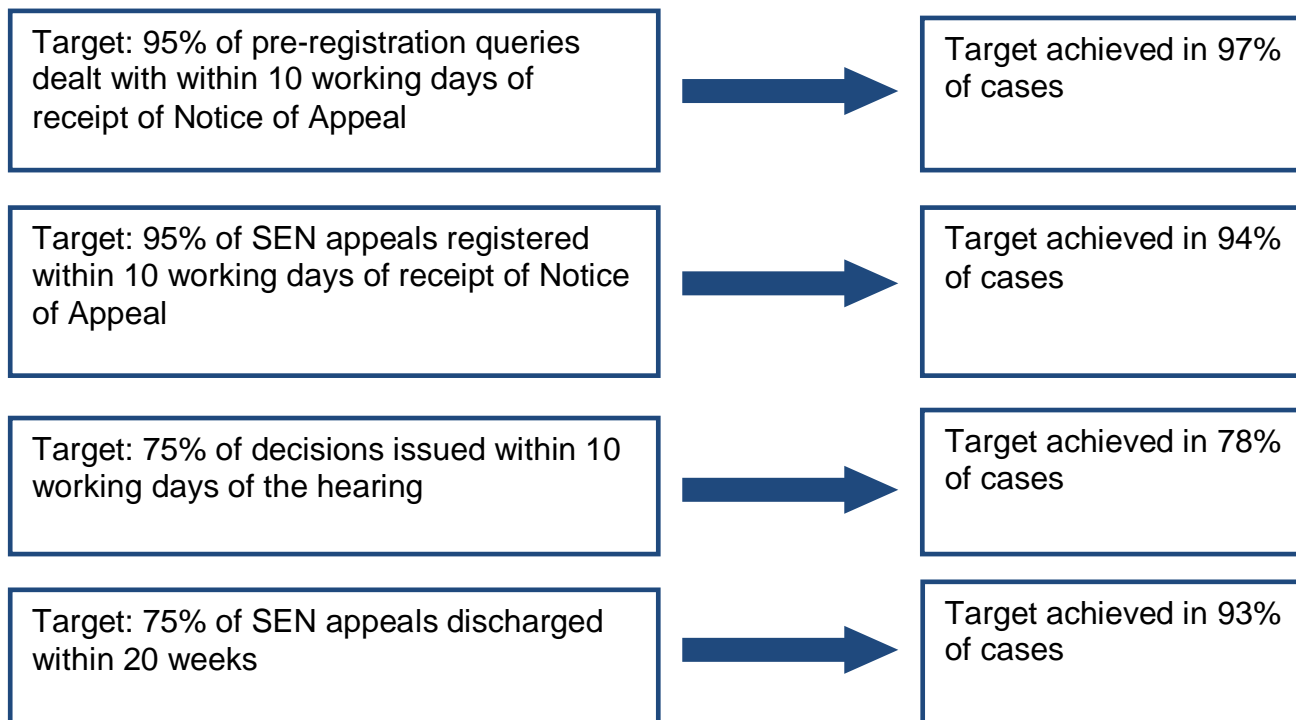 Target: 95% of pre-registration queries
dealt with within 10 working days of
receipt of Notice of Appeal
Target achieved in 97%
of cases
Target: 95% of SEN appeals registered
within 10 working days of receipt of Notice
of Appeal
Target achieved in 94%
of cases
Target: 75% of decisions issued within 10
working days of the hearing
Target achieved in 78%
of cases
Target: 75% of SEN appeals discharged
within 20 weeks
Target achieved in 93%
of cases